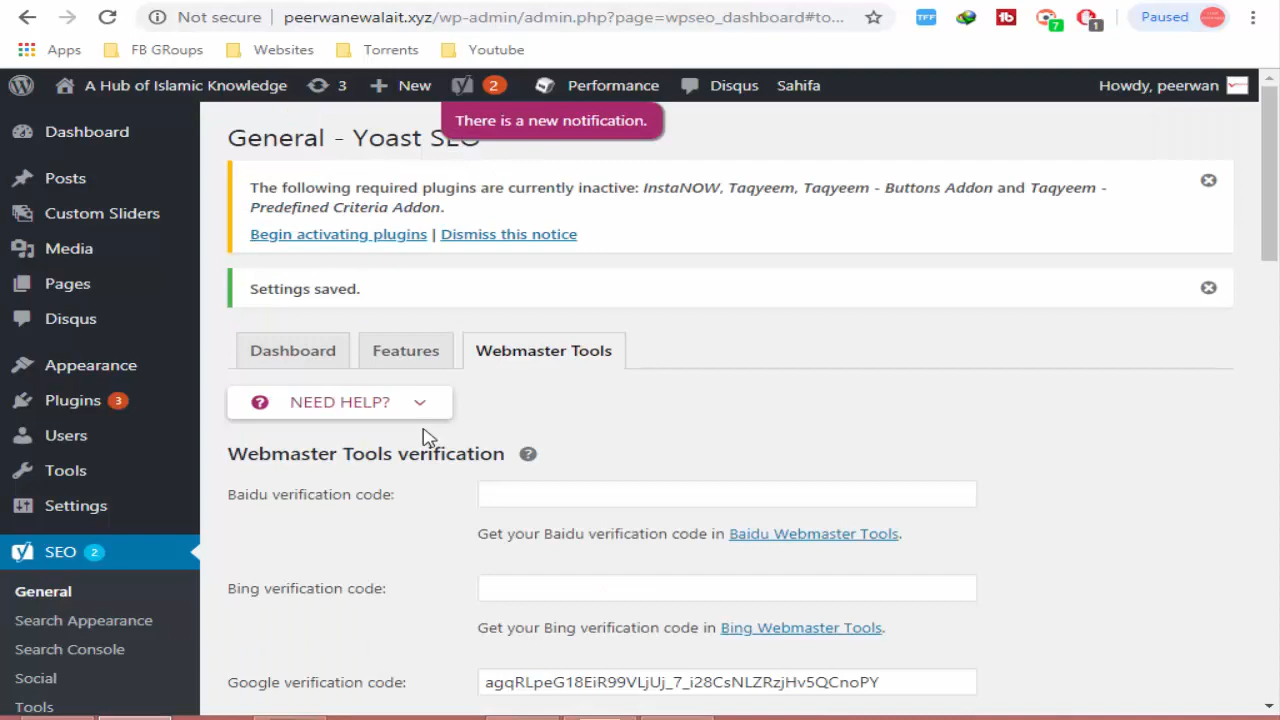 Not secure peerwanewalait.xyz/wp-admin/admin.php?page=wpseo_dashboard#to... TFF 7 1 Paused
Apps FB GRoups Websites Torrents Youtube
A Hub of Islamic Knowledge 3 New 2 Performance Disqus Sahifa Howdy, peerwan
There is a new notification.
Dashboard
Posts
Custom Sliders
Media
Pages
Disqus
Appearance
Plugins 3
Users
Tools
Settings
SEO 2
General
Search Appearance
Search Console
Social
Tools
General - Yoast SEO
The following required plugins are currently inactive: InstaNOW, Taqyeem, Taqyeem - Buttons Addon and Taqyeem -
Predefined Criteria Addon.
Begin activating plugins | Dismiss this notice
Settings saved.
Dashboard Features Webmaster Tools
NEED HELP?
Webmaster Tools verification
Baidu verification code:
Get your Baidu verification code in Baidu Webmaster Tools.
Bing verification code:
Get your Bing verification code in Bing Webmaster Tools.
Google verification code: agqRLpeG18EiR99VLjUj_7_i28CsNLZRzjHv5QCnoPY